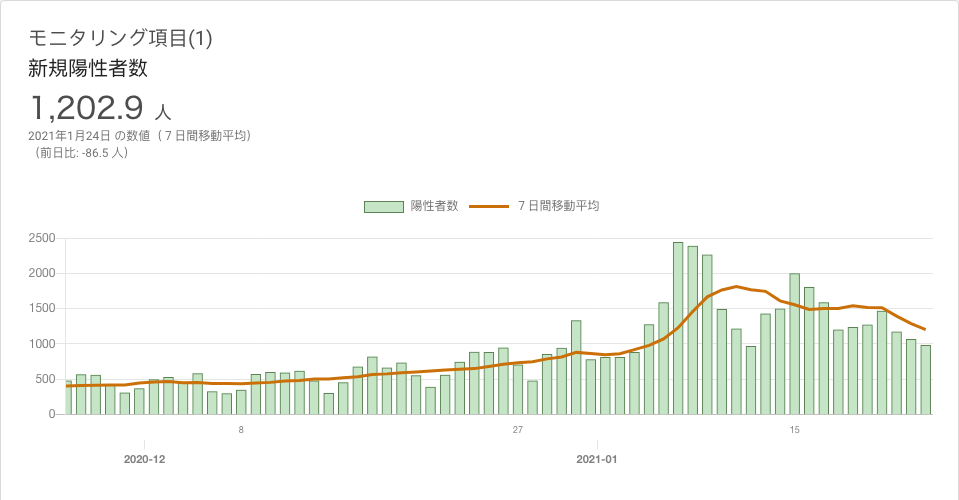 モニタリング項目(1)
新規陽性者数
1,202.9 人
2021年1月24日 の数値（７日間移動平均）
（前日比: -86.5 人）
陽性者数 ７日間移動平均
2500
2000
1500
1000
500
0
8 27 15
2020-12 2021-01